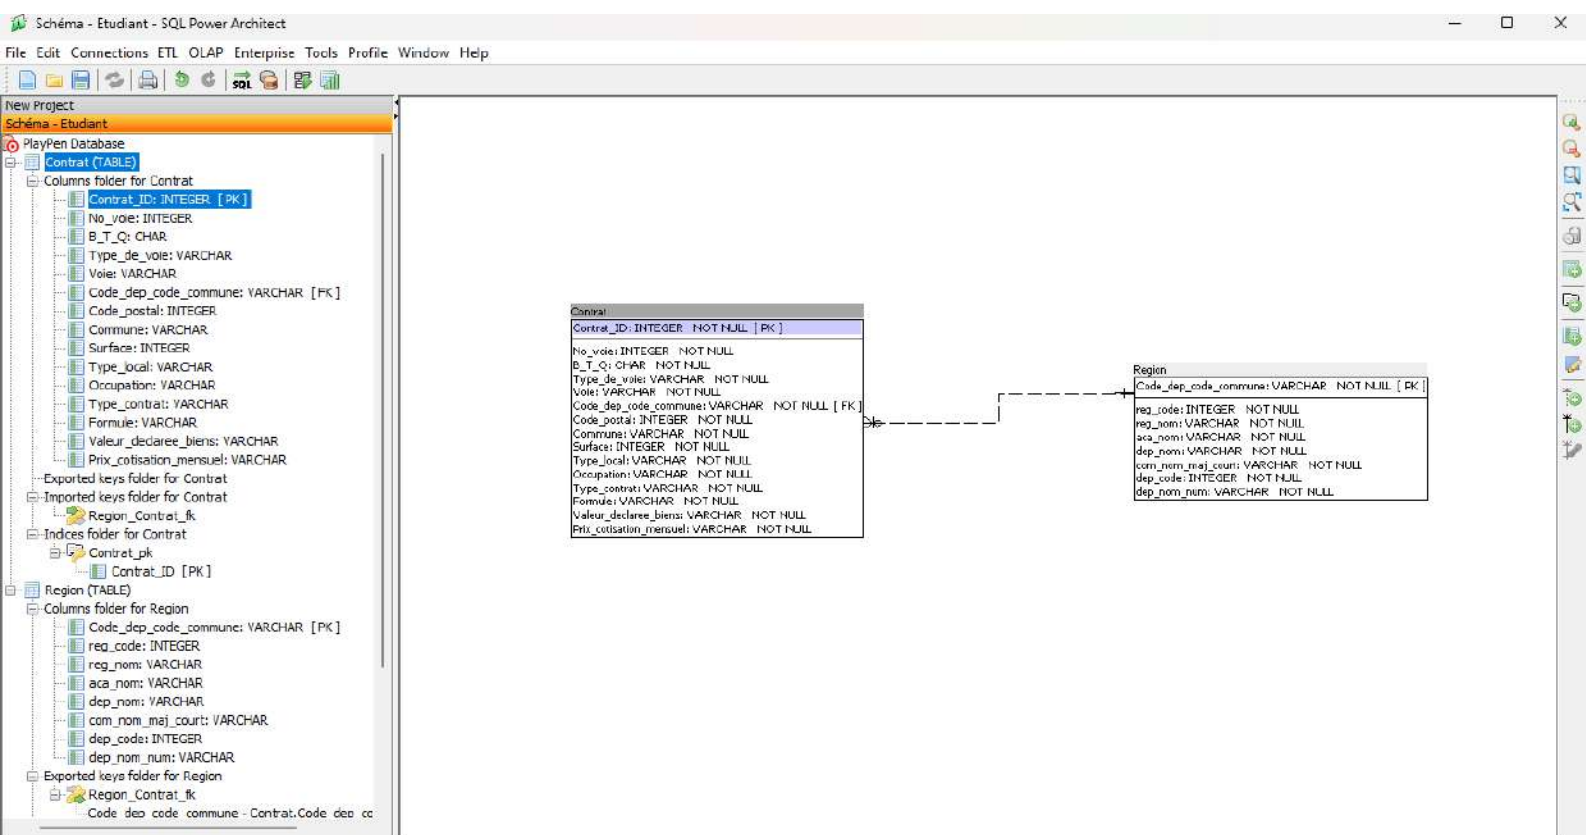 Schéma - Etudiant - SQL Power Architect
File Edit Connections ETL OLAP Enterprise Tools Profile Window Help
SQL
New Project
Schéma - Etudiant
PlayPen Database
Contrat (TABLE)
Columns folder for Contrat
Contrat_ID: INTEGER [ PK ]
No_voie: INTEGER
B_T_Q: CHAR
Type_de_voie: VARCHAR
Voie: VARCHAR
Code_dep_code_commune: VARCHAR [ FK ]
Code_postal: INTEGER
Commune: VARCHAR
Surface: INTEGER
Type_local: VARCHAR
Occupation: VARCHAR
Type_contrat: VARCHAR
Formule: VARCHAR
Valeur_declaree_biens: VARCHAR
Prix_cotisation_mensuel: VARCHAR
Exported keys folder for Contrat
Imported keys folder for Contrat
Region_Contrat_fk
Indices folder for Contrat
Contrat_pk
Contrat_ID [ PK ]
Region (TABLE)
Columns folder for Region
Code_dep_code_commune: VARCHAR [ PK ]
reg_code: INTEGER
reg_nom: VARCHAR
aca_nom: VARCHAR
dep_nom: VARCHAR
com_nom_maj_court: VARCHAR
dep_code: INTEGER
dep_nom_num: VARCHAR
Exported keys folder for Region
Region_Contrat_fk
Code_dep_code_commune - Contrat.Code_dep_co
Contrat
Contrat_ID: INTEGER NOT NULL [ PK ]
No_voie: INTEGER NOT NULL
B_T_Q: CHAR NOT NULL
Type_de_voie: VARCHAR NOT NULL
Voie: VARCHAR NOT NULL
Code_dep_code_commune: VARCHAR NOT NULL [ FK ]
Code_postal: INTEGER NOT NULL
Commune: VARCHAR NOT NULL
Surface: INTEGER NOT NULL
Type_local: VARCHAR NOT NULL
Occupation: VARCHAR NOT NULL
Type_contrat: VARCHAR NOT NULL
Formule: VARCHAR NOT NULL
Valeur_declaree_biens: VARCHAR NOT NULL
Prix_cotisation_mensuel: VARCHAR NOT NULL
Region
Code_dep_code_commune: VARCHAR NOT NULL [ PK ]
reg_code: INTEGER NOT NULL
reg_nom: VARCHAR NOT NULL
aca_nom: VARCHAR NOT NULL
dep_nom: VARCHAR NOT NULL
com_nom_maj_court: VARCHAR NOT NULL
dep_code: INTEGER NOT NULL
dep_nom_num: VARCHAR NOT NULL